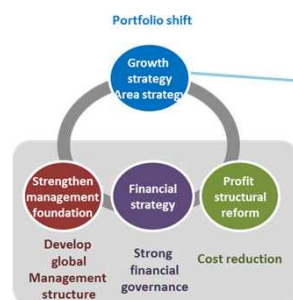 Portfolio shift
Growth
strategy
Area strategy
Strengthen
management
foundation
Financial
strategy
Profit
structural
reform
Develop
global
Management
structure
Strong
financial
governance
Cost reduction